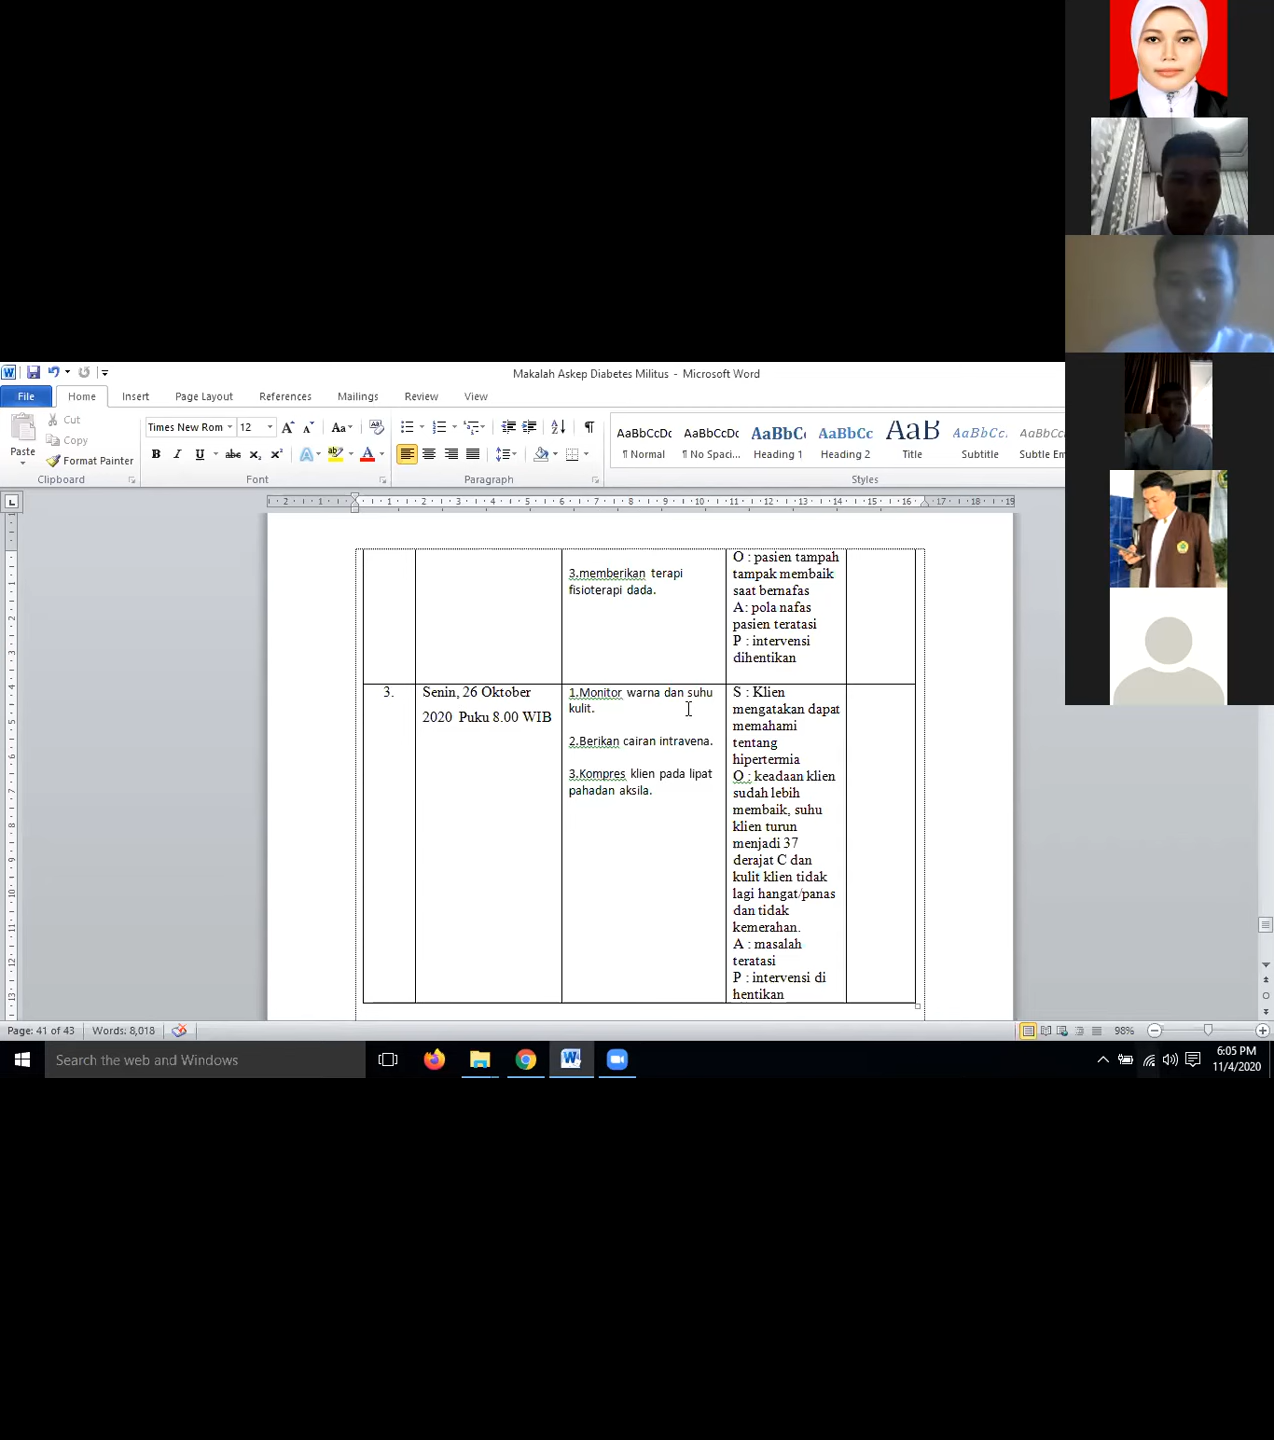 Makalah Askep Diabetes Militus - Microsoft Word
File Home Insert Page Layout References Mailings Review View
Cut
Copy
Paste
Format Painter
Clipboard
Times New Rom 12
Font
Paragraph
AaBbCcDc AaBbCcDc AaBbC AaBbCc AaB AaBbCc. AaBbCcD
¶ Normal ¶ No Spaci... Heading 1 Heading 2 Title Subtitle Subtle Em
Styles
3.memberikan terapi
fisioterapi dada.
O : pasien tampah
tampak membaik
saat bernafas
A: pola nafas
pasien teratasi
P : intervensi
dihentikan
3.
Senin, 26 Oktober
2020 Puku 8.00 WIB
1.Monitor warna dan suhu
kulit.
2.Berikan cairan intravena.
3.Kompres klien pada lipat
pahadan aksila.
S : Klien
mengatakan dapat
memahami
tentang
hipertermia
O : keadaan klien
sudah lebih
membaik, suhu
klien turun
menjadi 37
derajat C dan
kulit klien tidak
lagi hangat/panas
dan tidak
kemerahan.
A : masalah
teratasi
P : intervensi di
hentikan
Page: 41 of 43 Words: 8,018 98%
Search the web and Windows
6:05 PM
11/4/2020